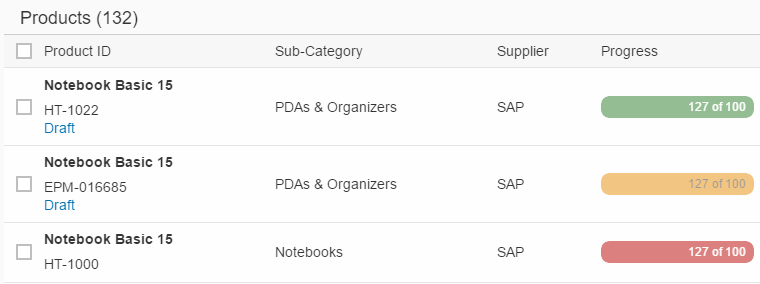 Products (132)
Product ID Sub-Category Supplier Progress
Notebook Basic 15
HT-1022 PDAs & Organizers SAP 127 of 100
Draft
Notebook Basic 15
EPM-016685 PDAs & Organizers SAP 127 of 100
Draft
Notebook Basic 15
HT-1000 Notebooks SAP 127 of 100